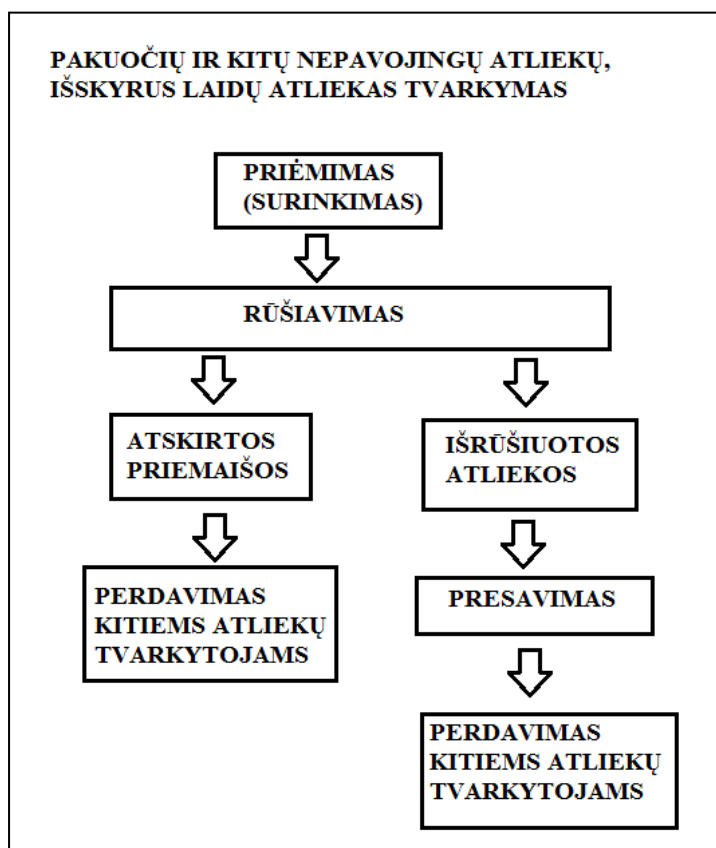 PAKUOČIŲ IR KITŲ NEPAVOJINGŲ ATLIEKŲ,
IŠSKYRUS LAIDŲ ATLIEKAS TVARKYMAS
PRIĖMIMAS
(SURINKIMAS)
RŪŠIAVIMAS
ATSKIRTOS
PRIEMAIŠOS
IŠRŪŠIUOTOS
ATLIEKOS
PERDAVIMAS
KITIEMS ATLIEKŲ
TVARKYTOJAMS
PRESAVIMAS
PERDAVIMAS
KITIEMS ATLIEKŲ
TVARKYTOJAMS